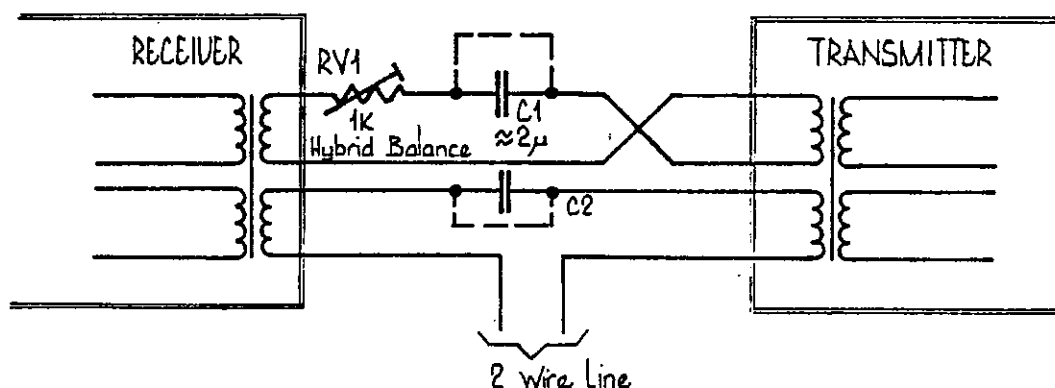 RECEIVER
TRANSMITTER
RV1
1K
Hybrid Balance
C1
≈2μ
C2
2 Wire Line